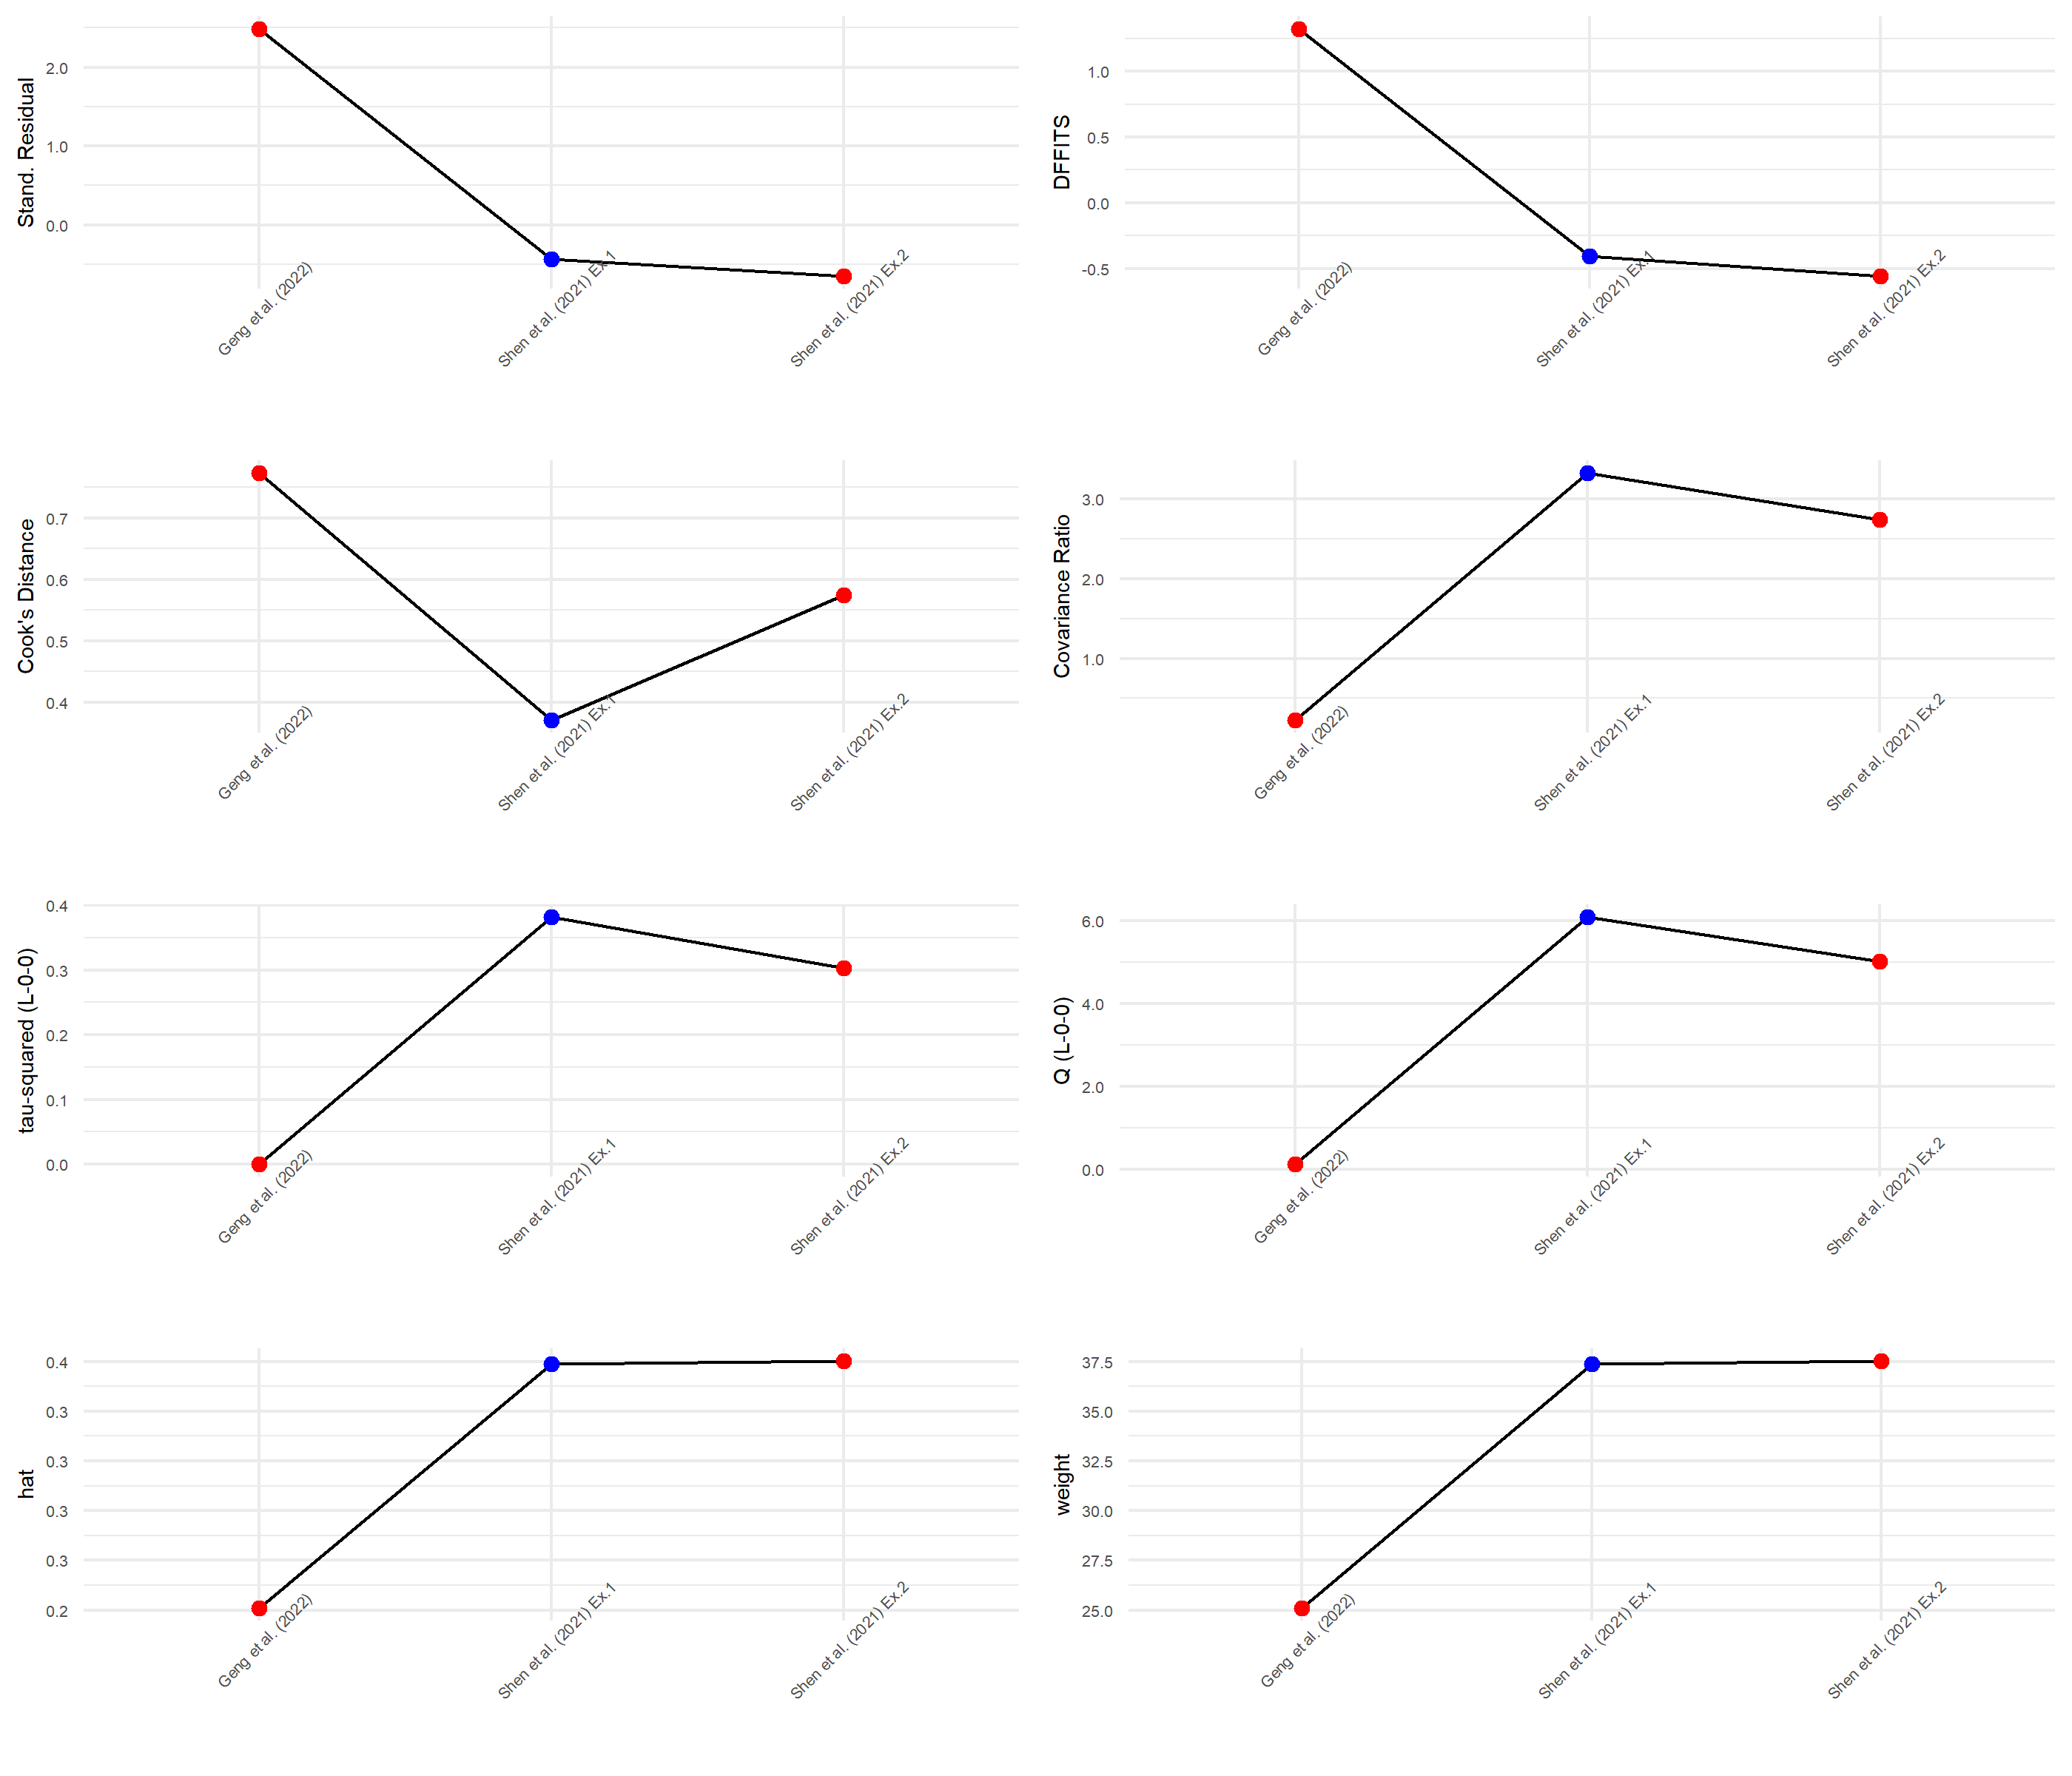 Stand. Residual
2.0
1.0
0.0
Geng et al. (2022)
Shen et al. (2021) Ex.1
Shen et al. (2021) Ex.2
DFFITS
1.0
0.5
0.0
-0.5
Geng et al. (2022)
Shen et al. (2021) Ex.1
Shen et al. (2021) Ex.2
Cook's Distance
0.7
0.6
0.5
0.4
Geng et al. (2022)
Shen et al. (2021) Ex.1
Shen et al. (2021) Ex.2
Covariance Ratio
3.0
2.0
1.0
Geng et al. (2022)
Shen et al. (2021) Ex.1
Shen et al. (2021) Ex.2
tau-squared (L-0-0)
0.4
0.3
0.2
0.1
0.0
Geng et al. (2022)
Shen et al. (2021) Ex.1
Shen et al. (2021) Ex.2
Q (L-0-0)
6.0
4.0
2.0
0.0
Geng et al. (2022)
Shen et al. (2021) Ex.1
Shen et al. (2021) Ex.2
hat
0.4
0.3
0.3
0.3
0.3
0.2
Geng et al. (2022)
Shen et al. (2021) Ex.1
Shen et al. (2021) Ex.2
weight
37.5
35.0
32.5
30.0
27.5
25.0
Geng et al. (2022)
Shen et al. (2021) Ex.1
Shen et al. (2021) Ex.2